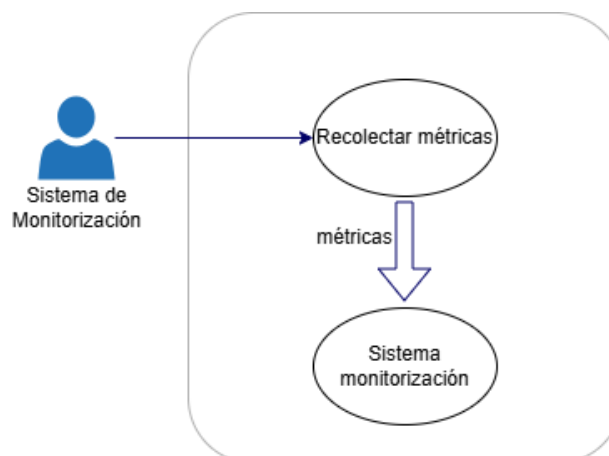 Recolectar métricas
Sistema de
Monitorización
métricas
Sistema
monitorización